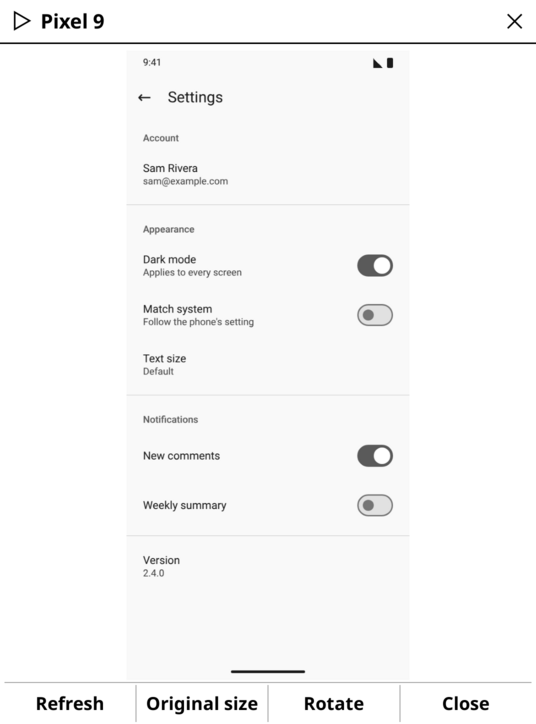 Pixel 9
9:41
Settings
Account
Sam Rivera
sam@example.com
Appearance
Dark mode
Applies to every screen
Match system
Follow the phone's setting
Text size
Default
Notifications
New comments
Weekly summary
Version
2.4.0
Refresh
Original size
Rotate
Close